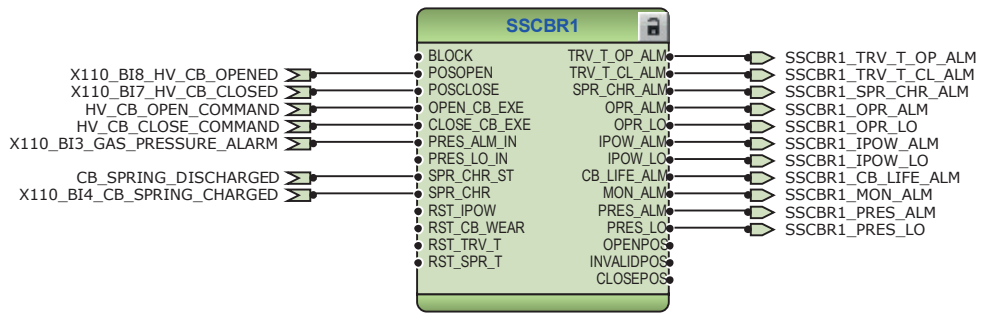 SSCBR1
BLOCK TRV_T_OP_ALM SSCBR1_TRV_T_OP_ALM
X110_BI8_HV_CB_OPENED POSOPEN TRV_T_CL_ALM SSCBR1_TRV_T_CL_ALM
X110_BI7_HV_CB_CLOSED POSCLOSE SPR_CHR_ALM SSCBR1_SPR_CHR_ALM
HV_CB_OPEN_COMMAND OPEN_CB_EXE OPR_ALM SSCBR1_OPR_ALM
HV_CB_CLOSE_COMMAND CLOSE_CB_EXE OPR_LO SSCBR1_OPR_LO
X110_BI3_GAS_PRESSURE_ALARM PRES_ALM_IN IPOW_ALM SSCBR1_IPOW_ALM
PRES_LO_IN IPOW_LO SSCBR1_IPOW_LO
CB_SPRING_DISCHARGED SPR_CHR_ST CB_LIFE_ALM SSCBR1_CB_LIFE_ALM
X110_BI4_CB_SPRING_CHARGED SPR_CHR MON_ALM SSCBR1_MON_ALM
RST_IPOW PRES_ALM SSCBR1_PRES_ALM
RST_CB_WEAR PRES_LO SSCBR1_PRES_LO
RST_TRV_T OPENPOS
RST_SPR_T INVALIDPOS
CLOSEPOS